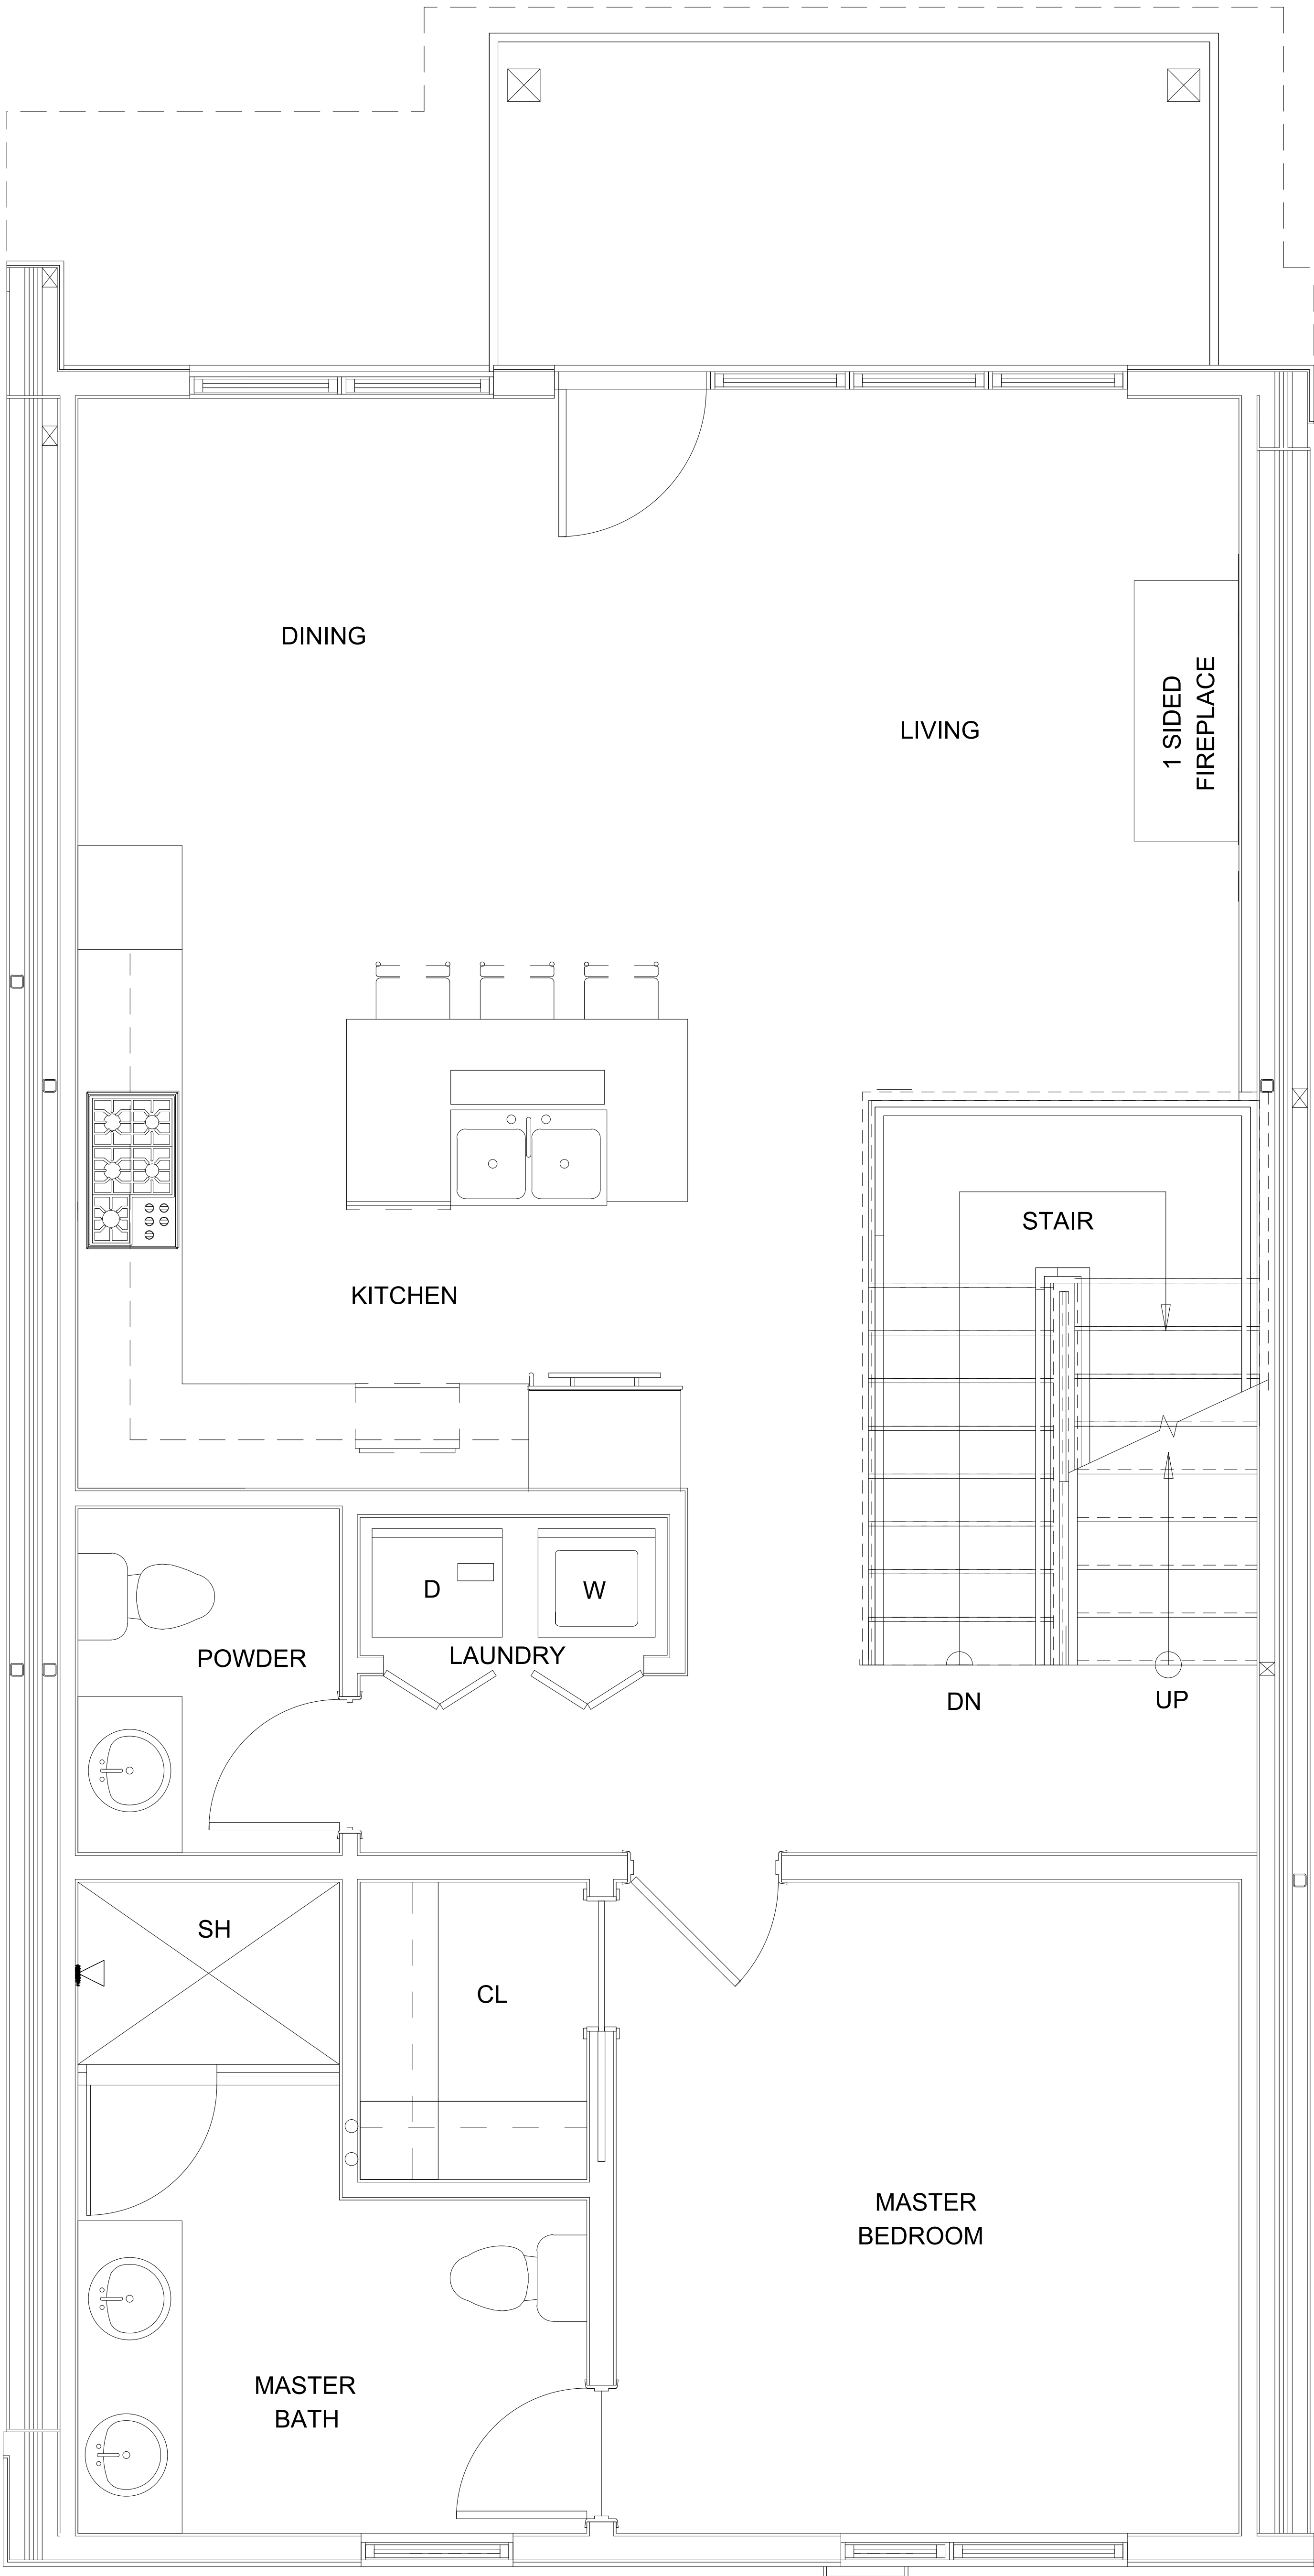 DINING
LIVING
1 SIDED
FIREPLACE
STAIR
KITCHEN
D
W
LAUNDRY
POWDER
DN
UP
SH
CL
MASTER
BEDROOM
MASTER
BATH